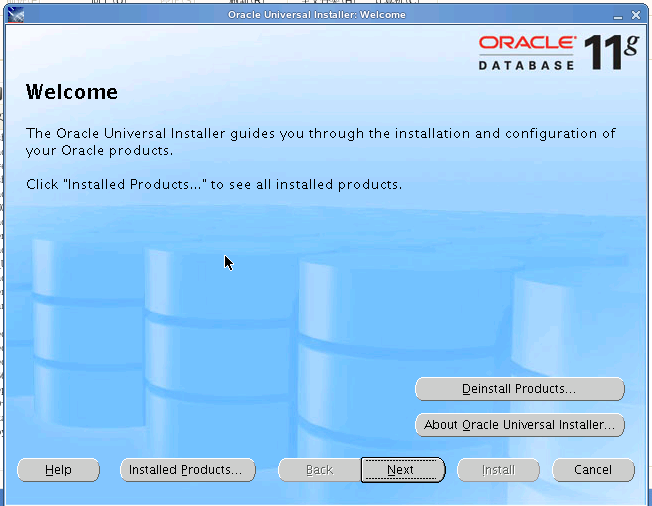 Oracle Universal Installer: Welcome
ORACLE
DATABASE
11g
Welcome
The Oracle Universal Installer guides you through the installation and configuration of
your Oracle products.
Click "Installed Products..." to see all installed products.
Deinstall Products...
About Oracle Universal Installer...
Help
Installed Products...
Back
Next
Install
Cancel